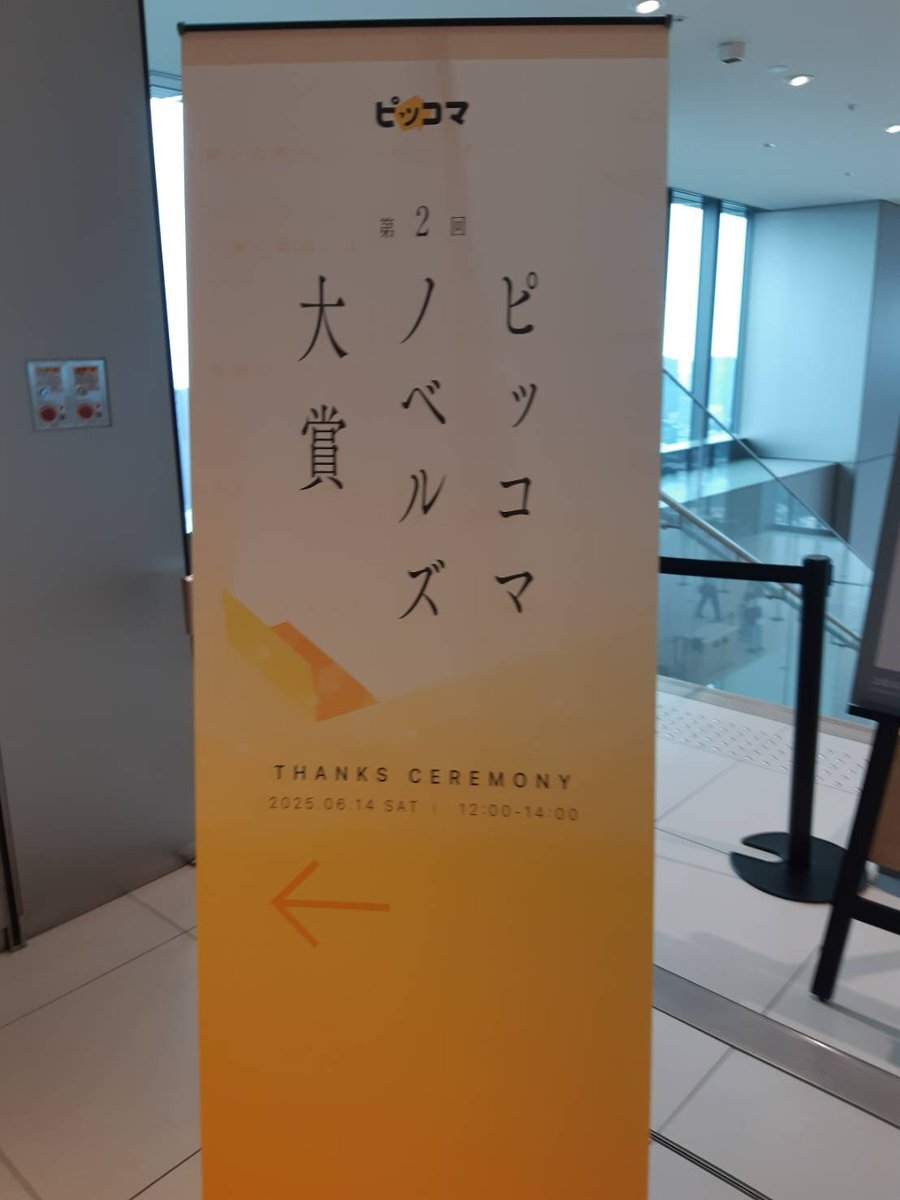 ピッコマ
第2回
ピッコマ
ノベルズ
大賞
THANKS CEREMONY
2025.06.14 SAT | 12:00-14:00